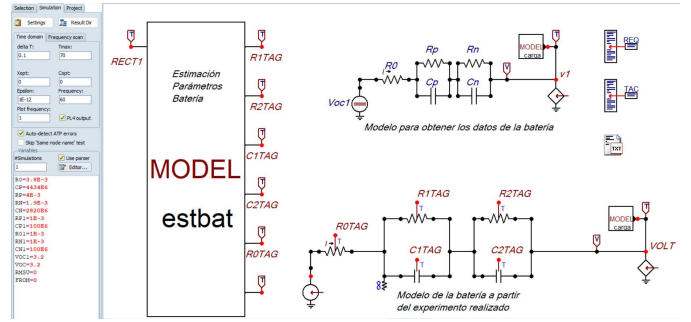 Selection Simulation Project
Settings Result Dir
Time domain Frequency scan
delta T: Tmax:
0.1 70
Xopt: Copt:
0 0
Epsilon: Frequency:
1E-12 60
Plot frequency:
1 PL4 output
Auto-detect ATP errors
Skip 'Same node name' test
Variables
#Simulations Use parser
1 Editor...
R0=3.8E-3
CP=4434E6
RP=4E-3
RN=1.9E-3
CN=2820E6
RP1=1E-3
CP1=100E6
RO1=1E-3
RN1=1E-3
CN1=100E6
VOC1=3.2
VOC=3.2
RMSV=0
FROM=0
T
RECT1
Estimación
Parámetros
Batería
MODEL
estbat
T
R1TAG
T
R2TAG
T
C1TAG
T
C2TAG
T
R0TAG
T
Voc1
I
R0
Rp
Cp
Rn
Cn
V
MODEL
carga
T
v1
Modelo para obtener los datos de la batería
REQ
TAC
TXT
R0TAG
I
T
R1TAG
T
C1TAG
T
R2TAG
T
C2TAG
T
V
MODEL
carga
T
VOLT
Modelo de la batería a partir
del experimento realizado